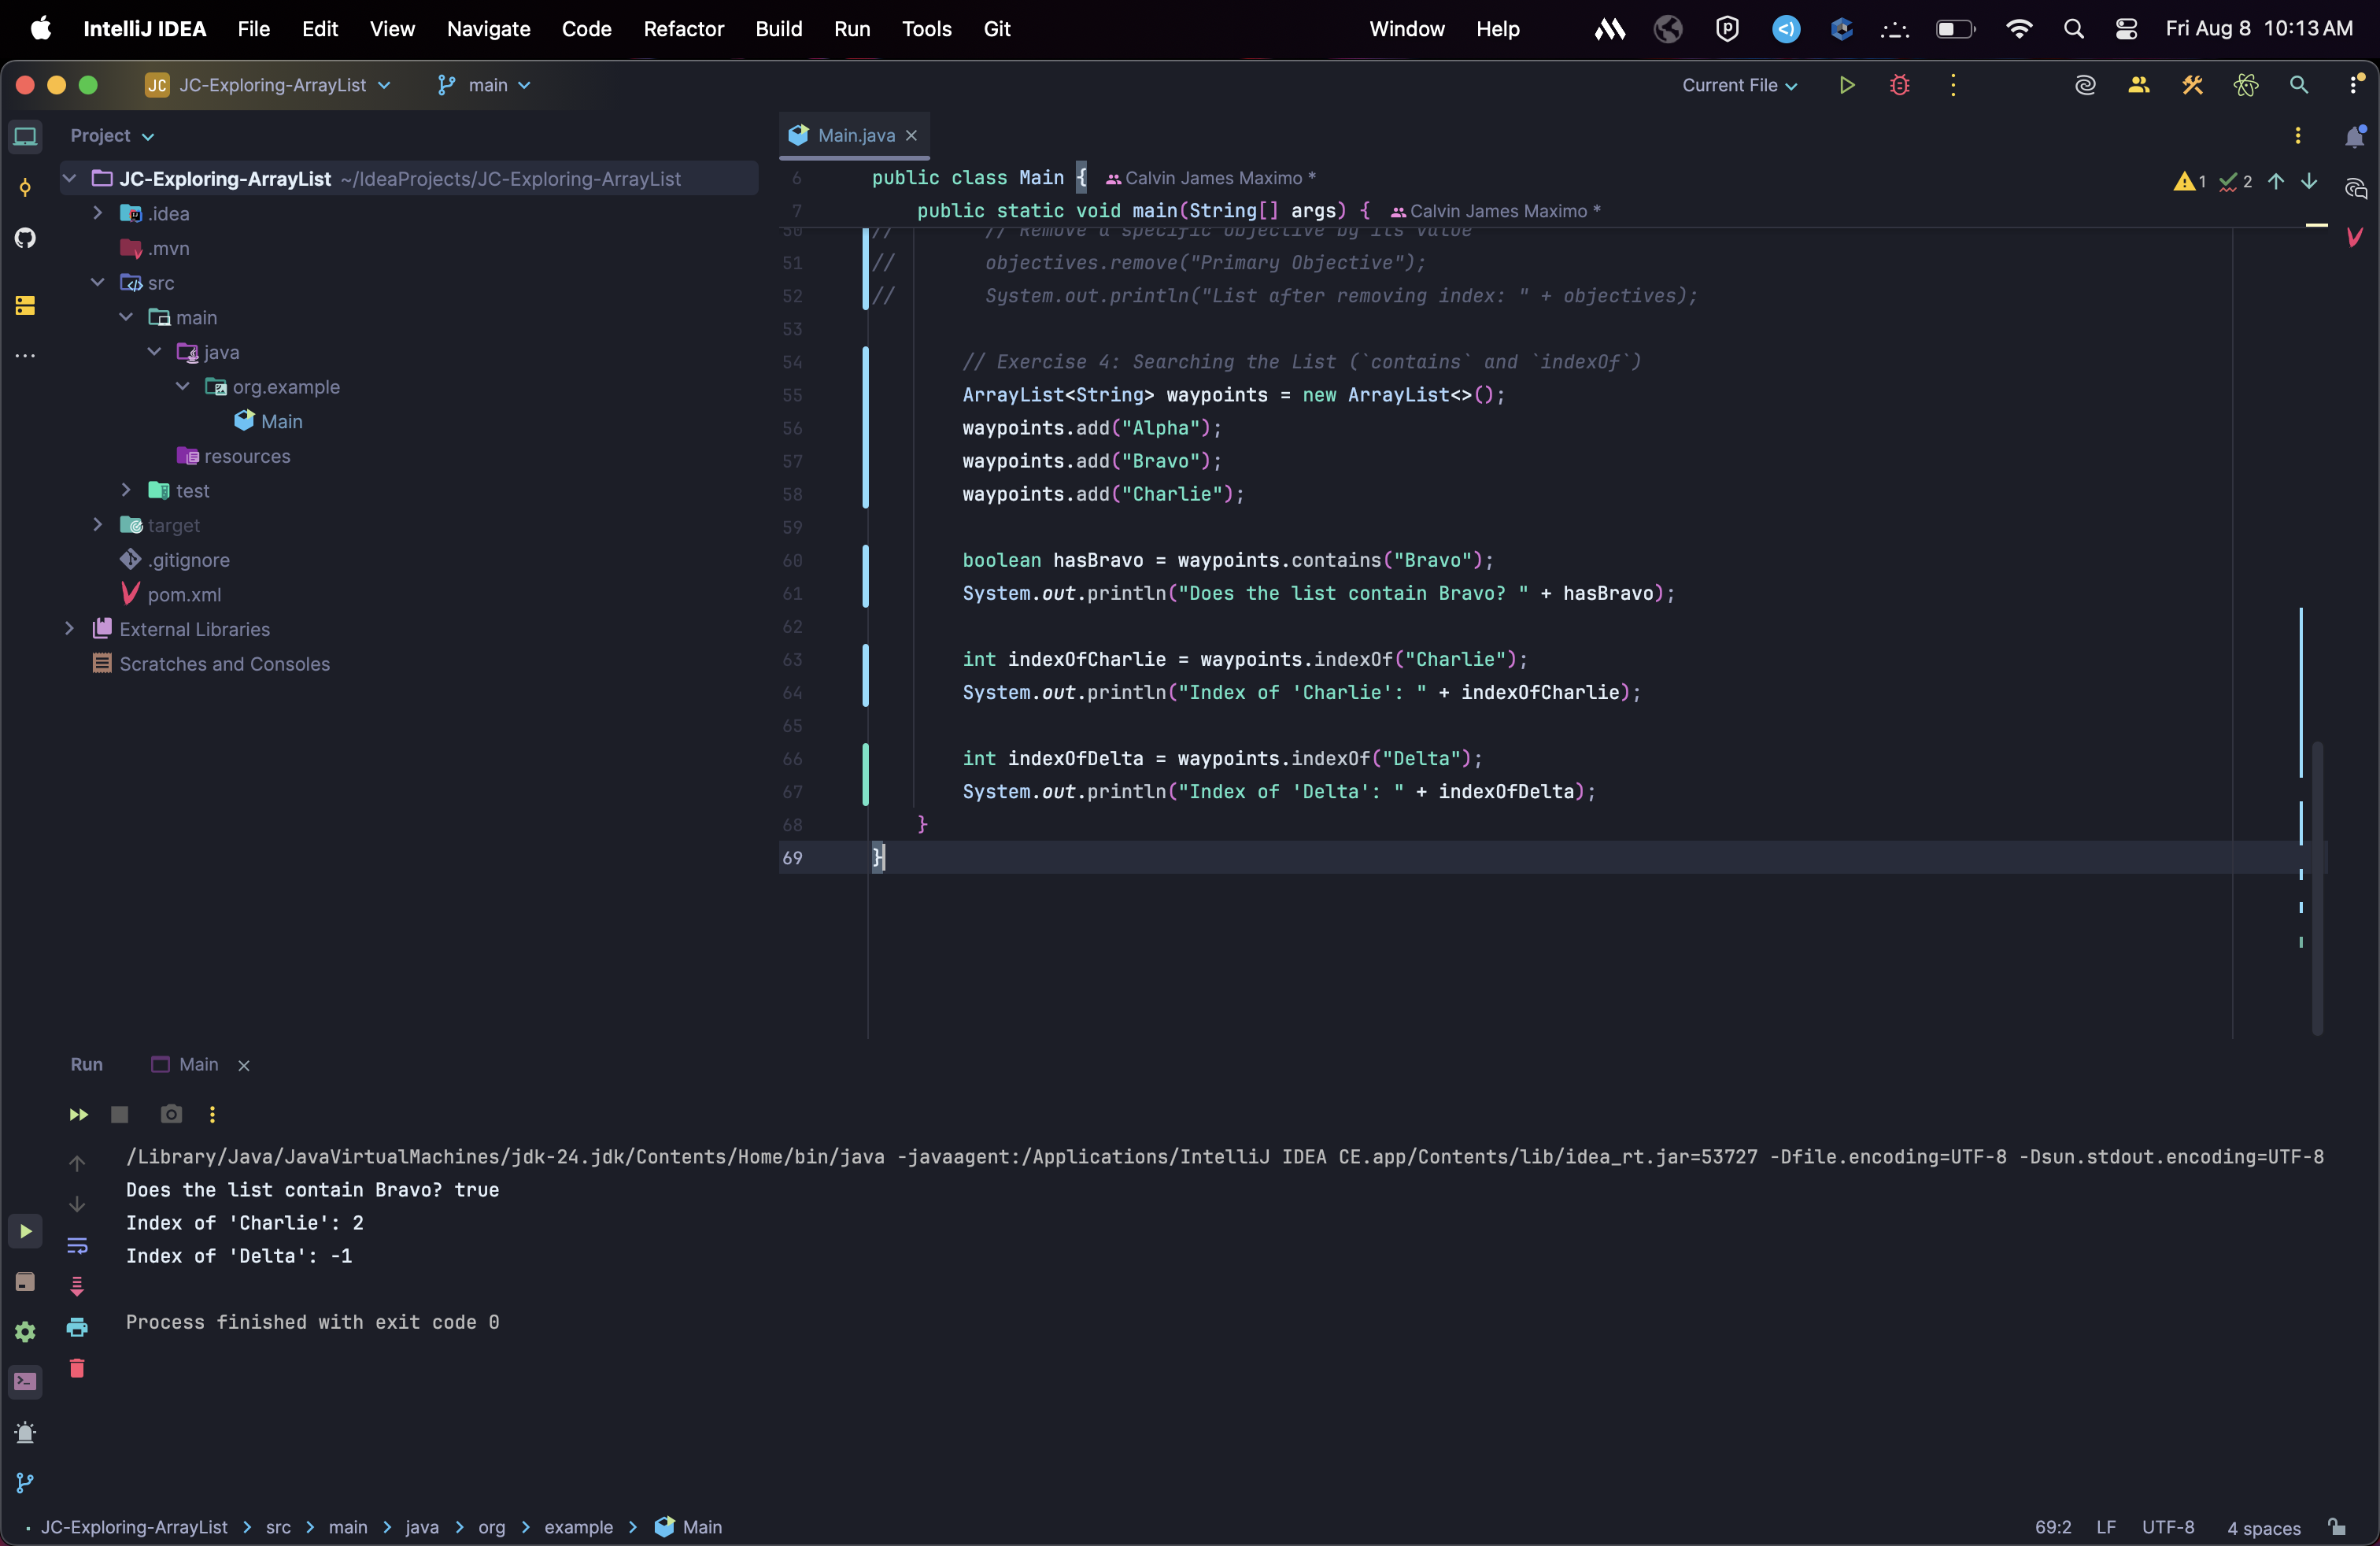 IntelliJ IDEA File Edit View Navigate Code Refactor Build Run Tools Git Window Help Fri Aug 8 10:13 AM
JC JC-Exploring-ArrayList main Current File
Project
Main.java
JC-Exploring-ArrayList ~/IdeaProjects/JC-Exploring-ArrayList
.idea
.mvn
src
main
java
org.example
Main
resources
test
target
.gitignore
pom.xml
External Libraries
Scratches and Consoles
6 public class Main { Calvin James Maximo *
1 2
7 public static void main(String[] args) { Calvin James Maximo *
50 // // Remove a specific objective by its value
51 // objectives.remove("Primary Objective");
52 // System.out.println("List after removing index: " + objectives);
53
54 // Exercise 4: Searching the List (`contains` and `indexOf`)
55 ArrayList<String> waypoints = new ArrayList<>();
56 waypoints.add("Alpha");
57 waypoints.add("Bravo");
58 waypoints.add("Charlie");
59
60 boolean hasBravo = waypoints.contains("Bravo");
61 System.out.println("Does the list contain Bravo? " + hasBravo);
62
63 int indexOfCharlie = waypoints.indexOf("Charlie");
64 System.out.println("Index of 'Charlie': " + indexOfCharlie);
65
66 int indexOfDelta = waypoints.indexOf("Delta");
67 System.out.println("Index of 'Delta': " + indexOfDelta);
68 }
69 }
Run Main
/Library/Java/JavaVirtualMachines/jdk-24.jdk/Contents/Home/bin/java -javaagent:/Applications/IntelliJ IDEA CE.app/Contents/lib/idea_rt.jar=53727 -Dfile.encoding=UTF-8 -Dsun.stdout.encoding=UTF-8
Does the list contain Bravo? true
Index of 'Charlie': 2
Index of 'Delta': -1
Process finished with exit code 0
JC-Exploring-ArrayList > src > main > java > org > example > Main 69:2 LF UTF-8 4 spaces